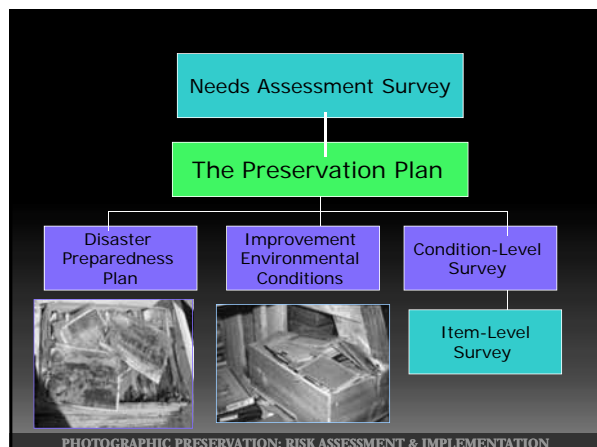 Needs Assessment Survey
The Preservation Plan
Disaster
Preparedness
Plan
Improvement
Environmental
Conditions
Condition-Level
Survey
Item-Level
Survey
PHOTOGRAPHIC PRESERVATION: RISK ASSESSMENT & IMPLEMENTATION